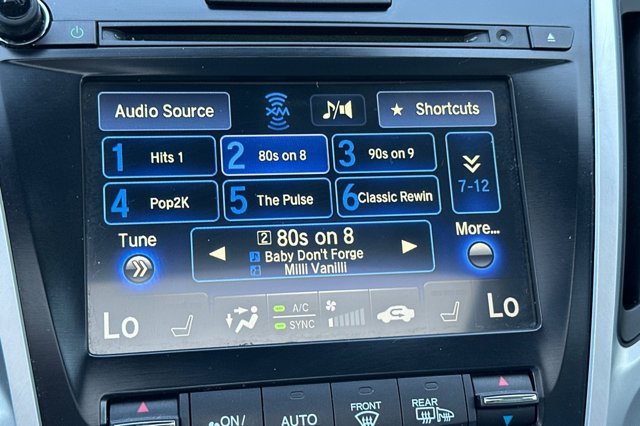 Audio Source
XM
★ Shortcuts
1 Hits 1
2 80s on 8
3 90s on 9
7-12
4 Pop2K
5 The Pulse
6 Classic Rewin
Tune
2 80s on 8
Baby Don't Forge
Milli Vanilli
More...
Lo
A/C
SYNC
Lo
ON/
AUTO
FRONT
REAR